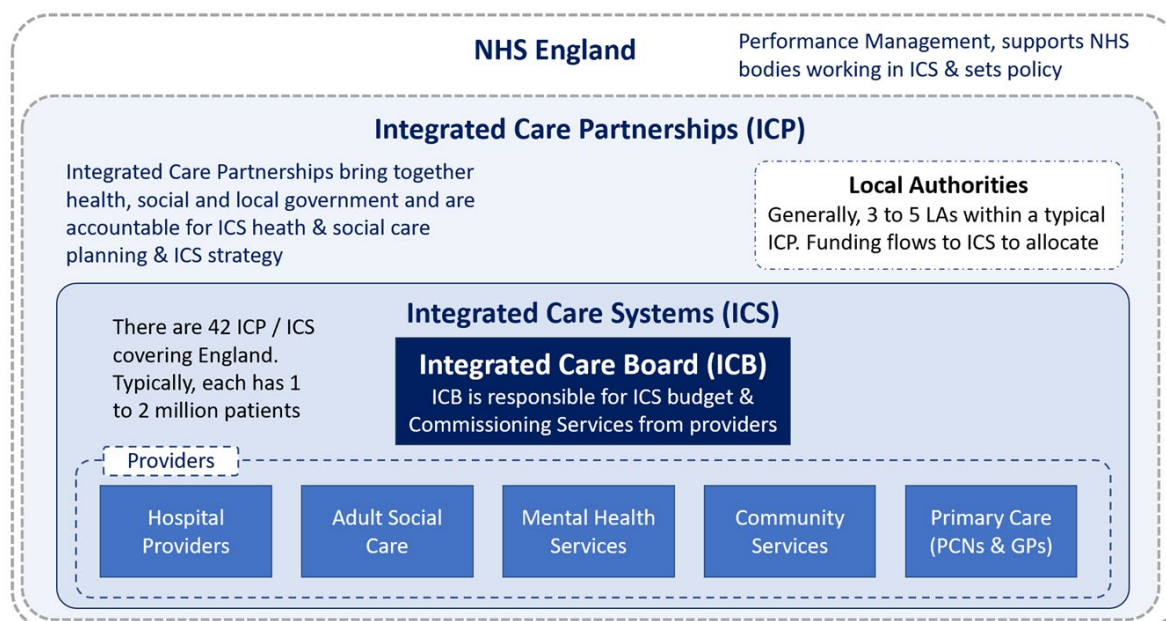 NHS England
Performance Management, supports NHS
bodies working in ICS & sets policy
Integrated Care Partnerships (ICP)
Integrated Care Partnerships bring together
health, social and local government and are
accountable for ICS heath & social care
planning & ICS strategy
Local Authorities
Generally, 3 to 5 LAs within a typical
ICP. Funding flows to ICS to allocate
Integrated Care Systems (ICS)
There are 42 ICP / ICS
covering England.
Typically, each has 1
to 2 million patients
Integrated Care Board (ICB)
ICB is responsible for ICS budget &
Commissioning Services from providers
Providers
Hospital
Providers
Adult Social
Care
Mental Health
Services
Community
Services
Primary Care
(PCNs & GPs)